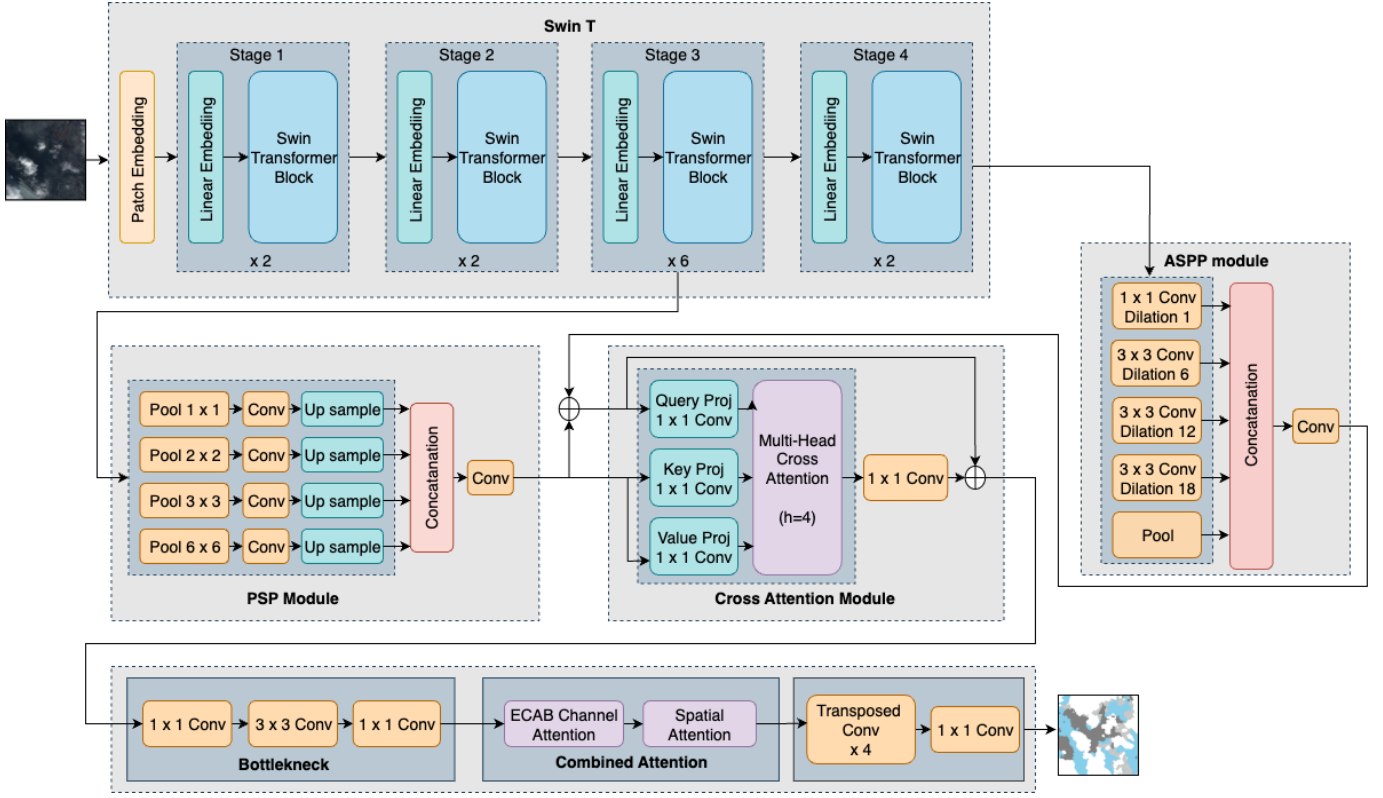 Swin T
Stage 1
Stage 2
Stage 3
Stage 4
Patch Embedding
Linear Embediing
Swin
Transformer
Block
Linear Embediing
Swin
Transformer
Block
Linear Embediing
Swin
Transformer
Block
Linear Embediing
Swin
Transformer
Block
x 2
x 2
x 6
x 2
ASPP module
1 x 1 Conv
Dilation 1
3 x 3 Conv
Dilation 6
3 x 3 Conv
Dilation 12
3 x 3 Conv
Dilation 18
Pool
Concatanation
Conv
Pool 1 x 1
Conv
Up sample
Pool 2 x 2
Conv
Up sample
Pool 3 x 3
Conv
Up sample
Pool 6 x 6
Conv
Up sample
Concatanation
Conv
PSP Module
Query Proj
1 x 1 Conv
Key Proj
1 x 1 Conv
Value Proj
1 x 1 Conv
Multi-Head
Cross
Attention
(h=4)
1 x 1 Conv
Cross Attention Module
1 x 1 Conv
3 x 3 Conv
1 x 1 Conv
Bottlekneck
ECAB Channel
Attention
Spatial
Attention
Combined Attention
Transposed
Conv
x 4
1 x 1 Conv